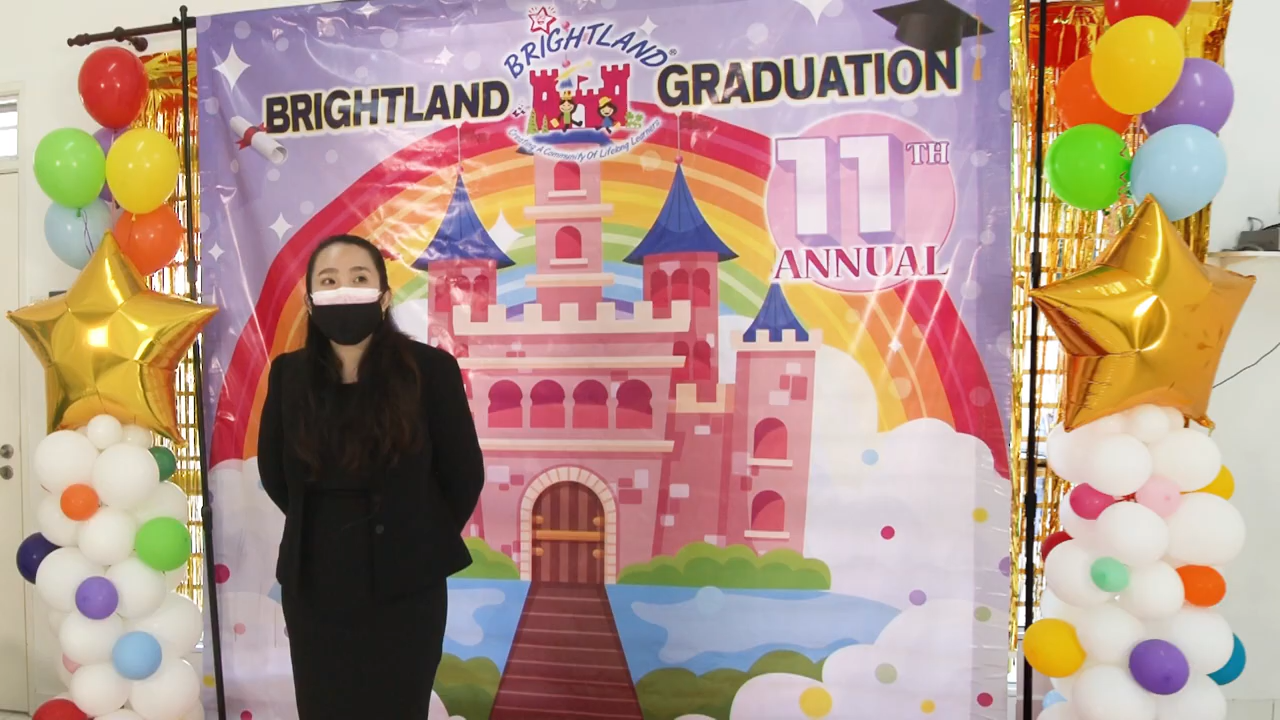 BRIGHTLAND®
BRIGHTLAND GRADUATION
Creating A Community Of Lifelong Learners
11TH
ANNUAL